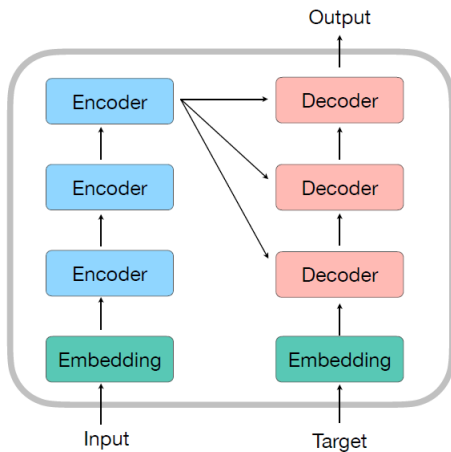 Output
Encoder
Decoder
Encoder
Decoder
Encoder
Decoder
Embedding
Embedding
Input
Target